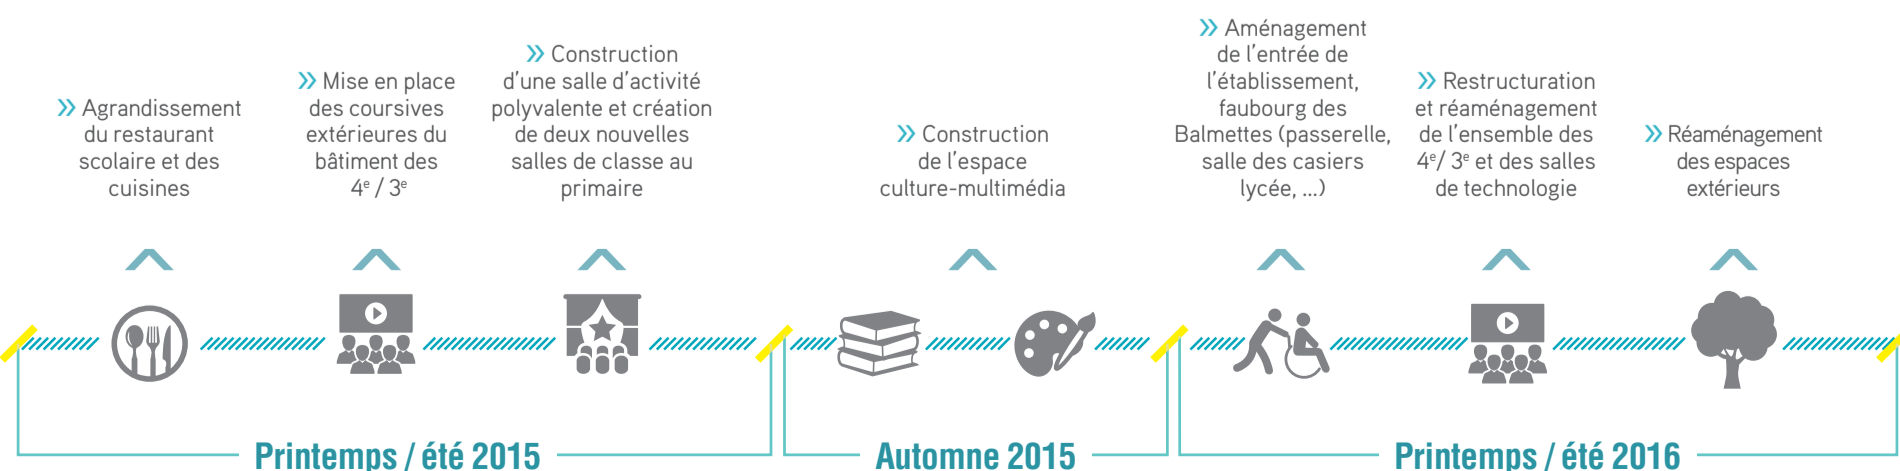 » Agrandissement
du restaurant
scolaire et des
cuisines
» Mise en place
des coursives
extérieures du
bâtiment des
4e / 3e
» Construction
d'une salle d'activité
polyvalente et création
de deux nouvelles
salles de classe au
primaire
» Construction
de l'espace
culture-multimédia
» Aménagement
de l'entrée de
l'établissement,
faubourg des
Balmettes (passerelle,
salle des casiers
lycée, ...)
» Restructuration
et réaménagement
de l'ensemble des
4e/ 3e et des salles
de technologie
» Réaménagement
des espaces
extérieurs
Printemps / été 2015
Automne 2015
Printemps / été 2016